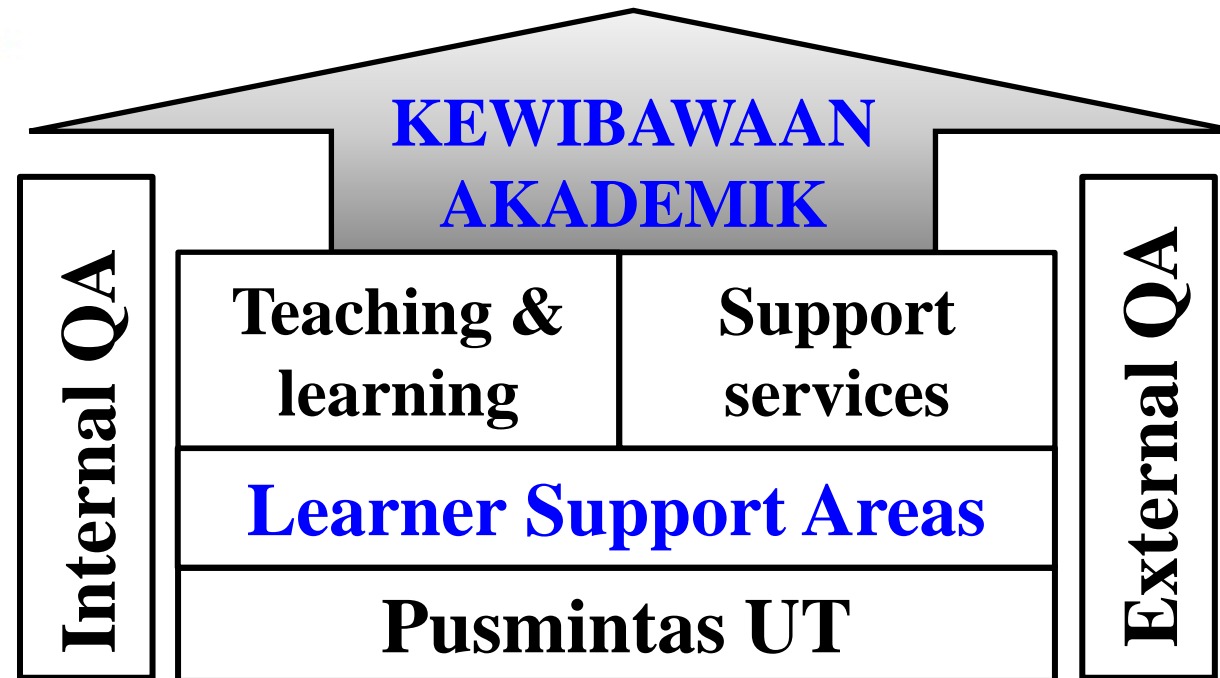 KEWIBAWAAN
AKADEMIK
Internal QA
Teaching &
learning
Support
services
External QA
Learner Support Areas
Pusmintas UT